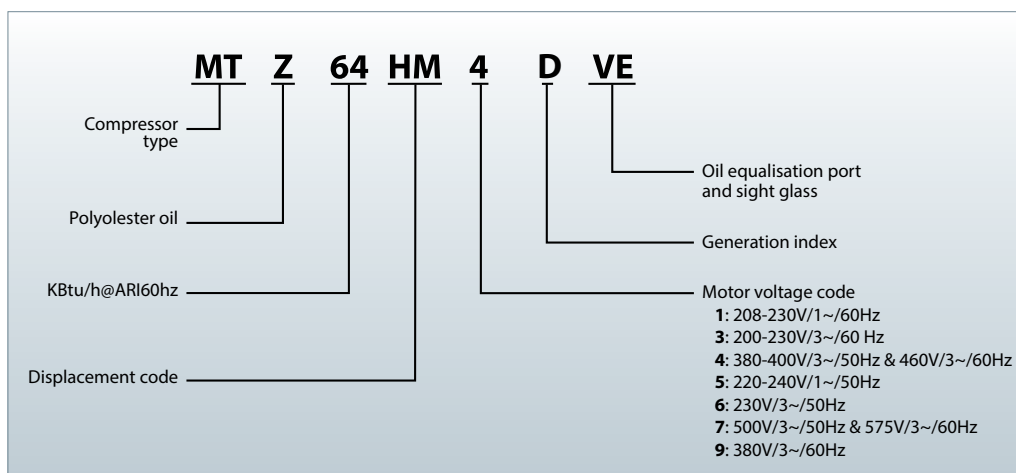 MT Z 64 HM 4 D VE
Compressor
type
Polyolester oil
KBtu/h@ARI60hz
Displacement code
Oil equalisation port
and sight glass
Generation index
Motor voltage code
1: 208-230V/1~/60Hz
3: 200-230V/3~/60 Hz
4: 380-400V/3~/50Hz & 460V/3~/60Hz
5: 220-240V/1~/50Hz
6: 230V/3~/50Hz
7: 500V/3~/50Hz & 575V/3~/60Hz
9: 380V/3~/60Hz